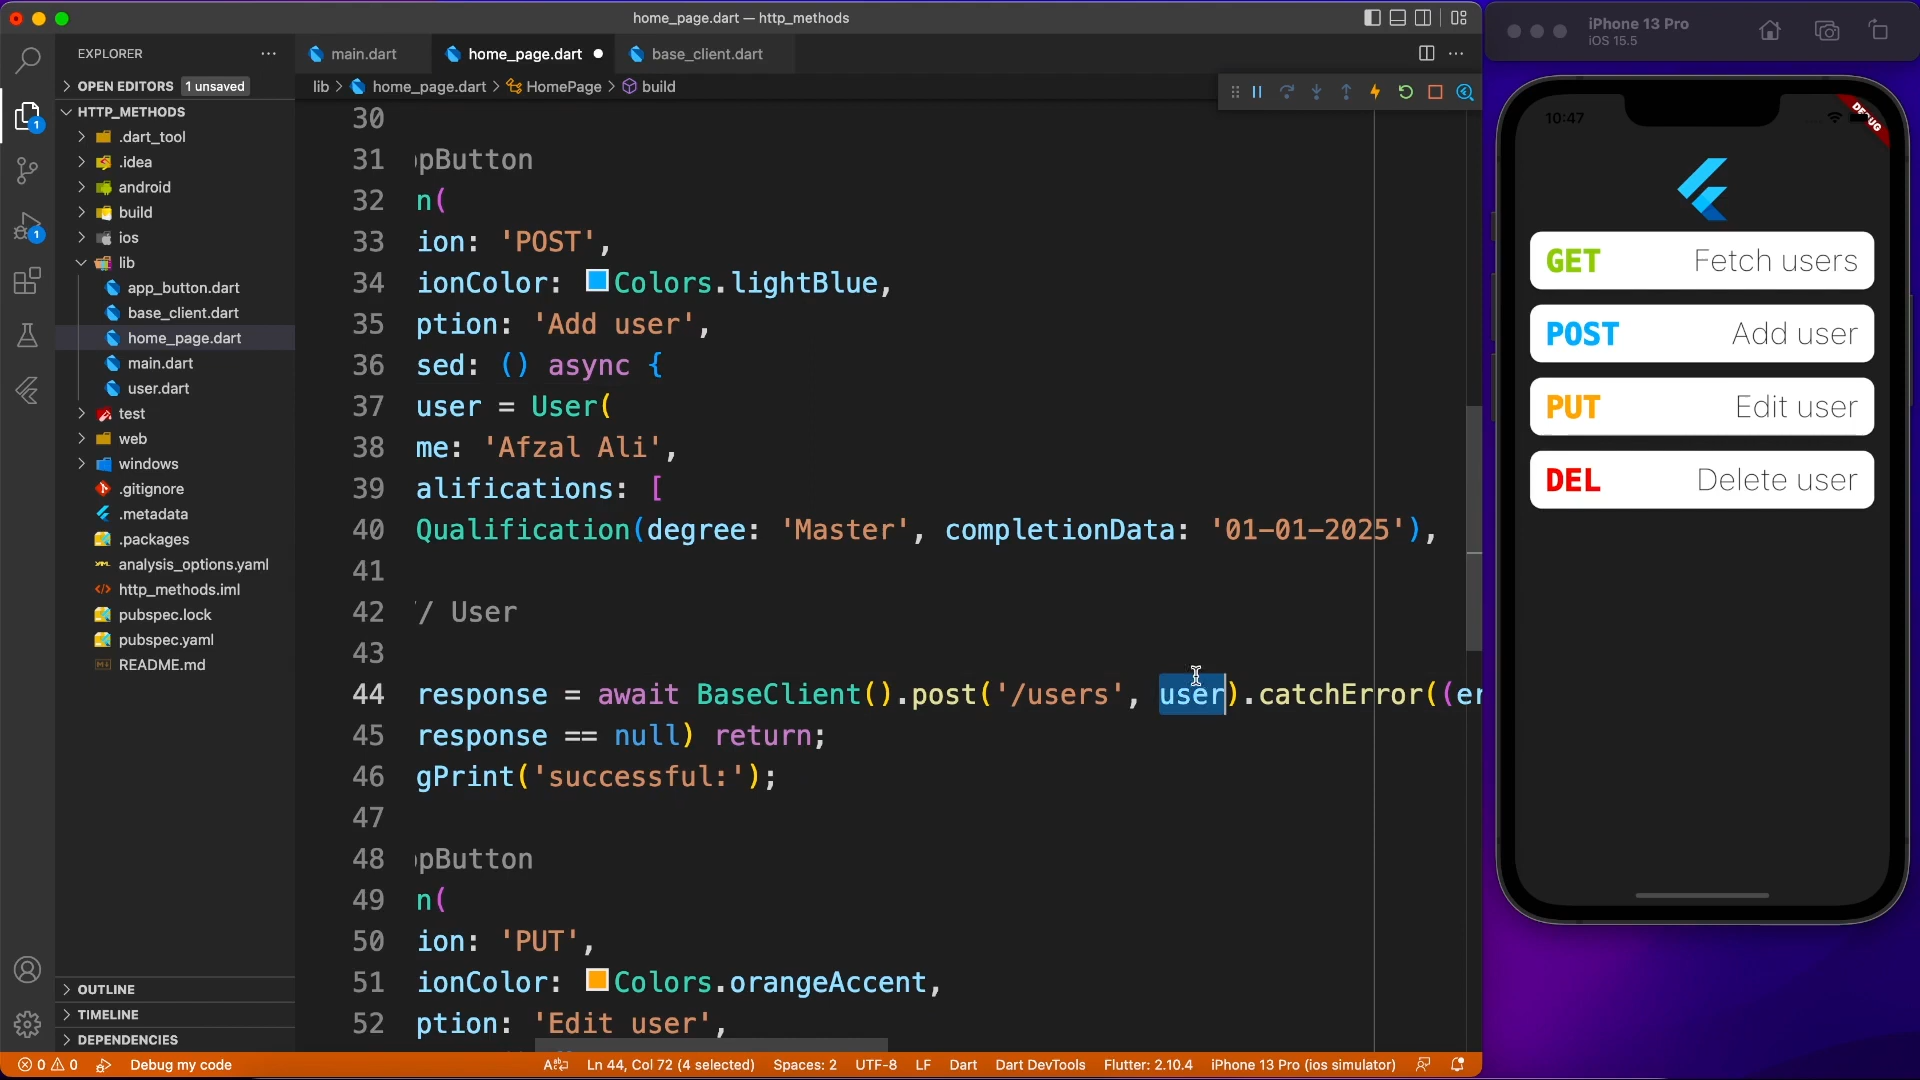 home_page.dart — http_methods
iPhone 13 Pro
iOS 15.5
EXPLORER
main.dart
home_page.dart
base_client.dart
OPEN EDITORS 1 unsaved
lib > home_page.dart > HomePage > build
HTTP_METHODS
.dart_tool
.idea
android
build
ios
lib
app_button.dart
base_client.dart
home_page.dart
main.dart
user.dart
test
web
windows
.gitignore
.metadata
.packages
analysis_options.yaml
http_methods.iml
pubspec.lock
pubspec.yaml
README.md
OUTLINE
TIMELINE
DEPENDENCIES
1
1
30
31 pButton
32 n(
33 ion: 'POST',
34 ionColor: Colors.lightBlue,
35 ption: 'Add user',
36 sed: () async {
37 user = User(
38 me: 'Afzal Ali',
39 alifications: [
40 Qualification(degree: 'Master', completionData: '01-01-2025'),
41
42 / User
43
44 response = await BaseClient().post('/users', user).catchError((er
45 response == null) return;
46 gPrint('successful:');
47
48 pButton
49 n(
50 ion: 'PUT',
51 ionColor: Colors.orangeAccent,
52 ption: 'Edit user',
10:47
DEBUG
GET Fetch users
POST Add user
PUT Edit user
DEL Delete user
0 0 Debug my code Ln 44, Col 72 (4 selected) Spaces: 2 UTF-8 LF Dart Dart DevTools Flutter: 2.10.4 iPhone 13 Pro (ios simulator)